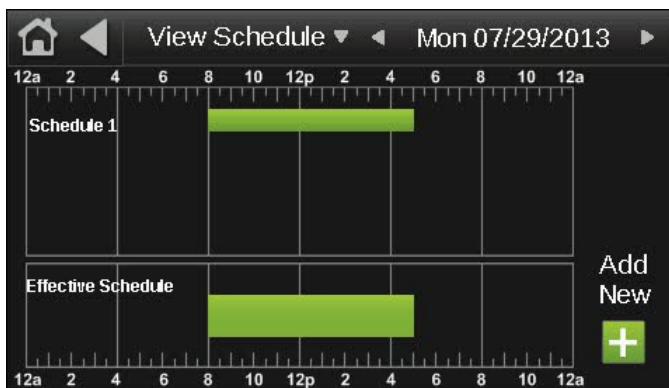 View Schedule Mon 07/29/2013
12a 2 4 6 8 10 12p 2 4 6 8 10 12a
Schedule 1
Effective Schedule
Add
New
12a 2 4 6 8 10 12p 2 4 6 8 10 12a